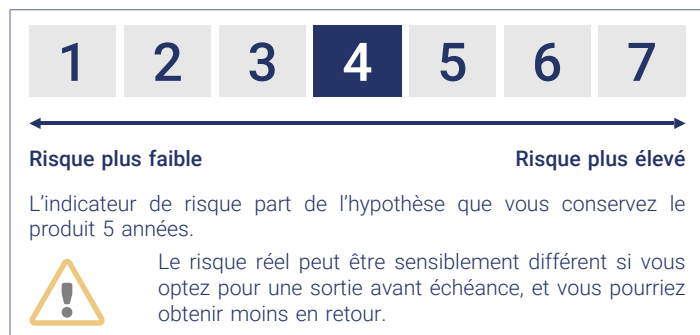 1 2 3 4 5 6 7
Risque plus faible Risque plus élevé
L'indicateur de risque part de l'hypothèse que vous conservez le
produit 5 années.
Le risque réel peut être sensiblement différent si vous
optez pour une sortie avant échéance, et vous pourriez
obtenir moins en retour.